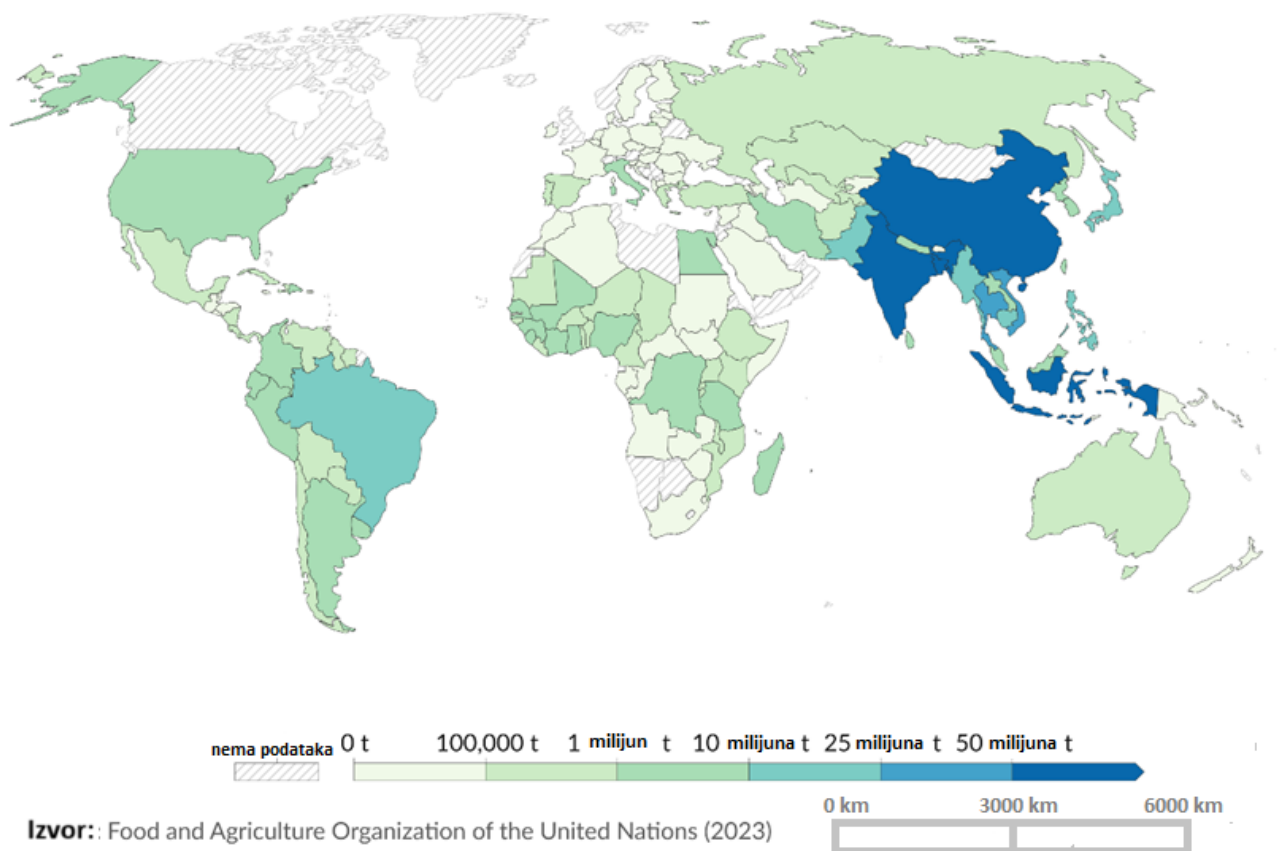 nema podataka 0 t 100,000 t 1 milijun t 10 milijuna t 25 milijuna t 50 milijuna t
0 km 3000 km 6000 km
Izvor: : Food and Agriculture Organization of the United Nations (2023)